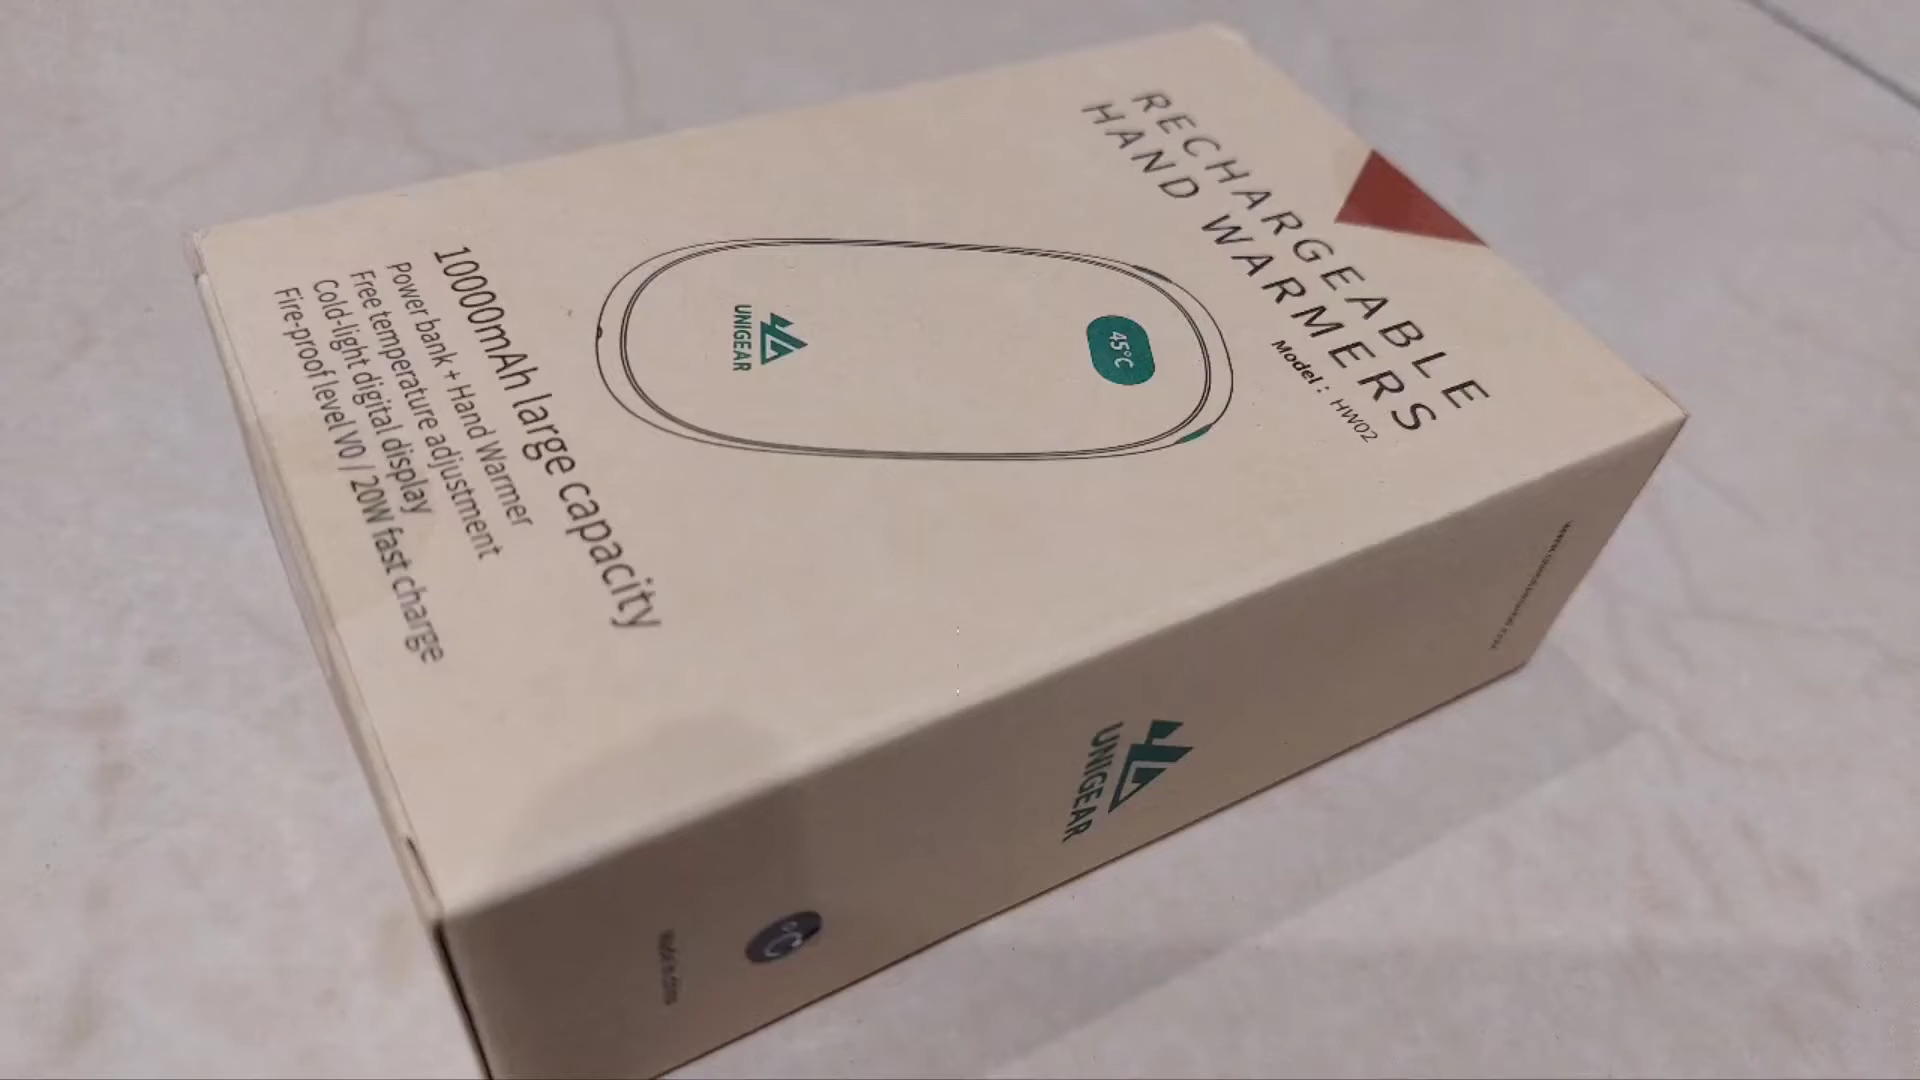 RECHARGEABLE
HAND WARMERS
Model : HW02
45°C
UNIGEAR
10000mAh large capacity
Power bank + Hand Warmer
Free temperature adjustment
Cold-light digital display
Fire-proof level V0 / 20W fast charge
UNIGEAR
°C